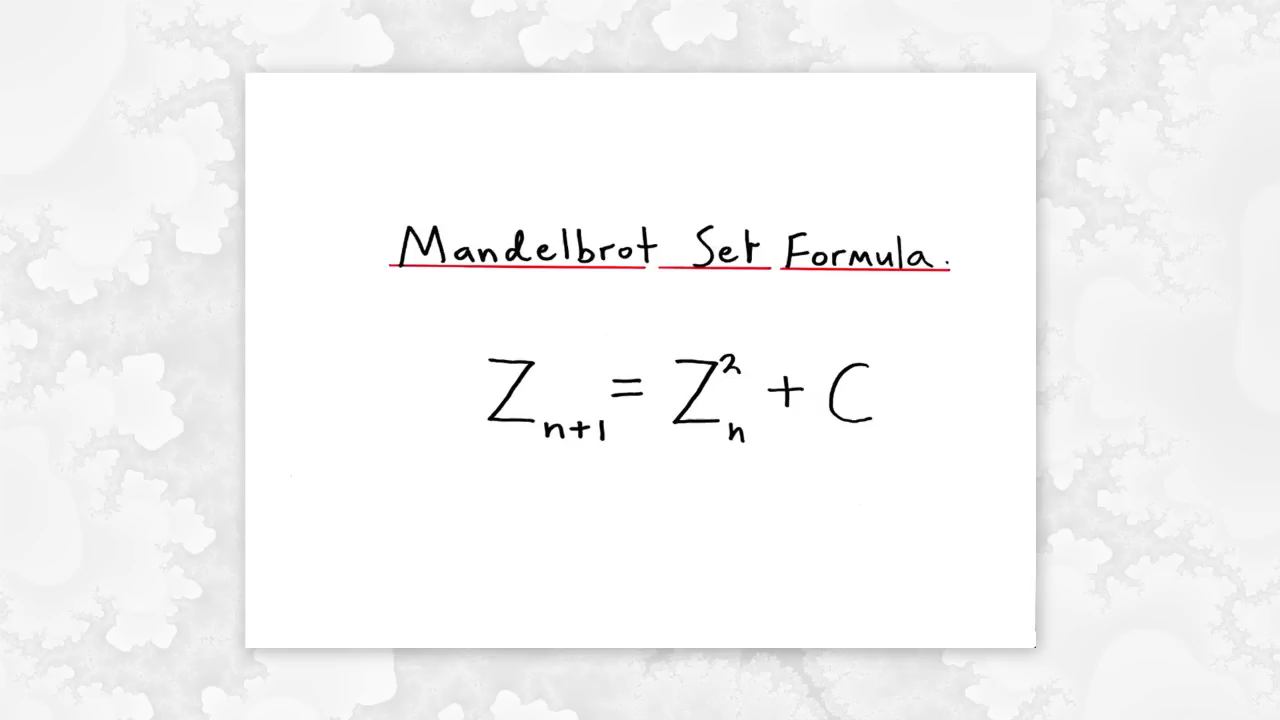 Mandelbrot Set Formula.
Zₙ₊₁ = Zₙ² + C